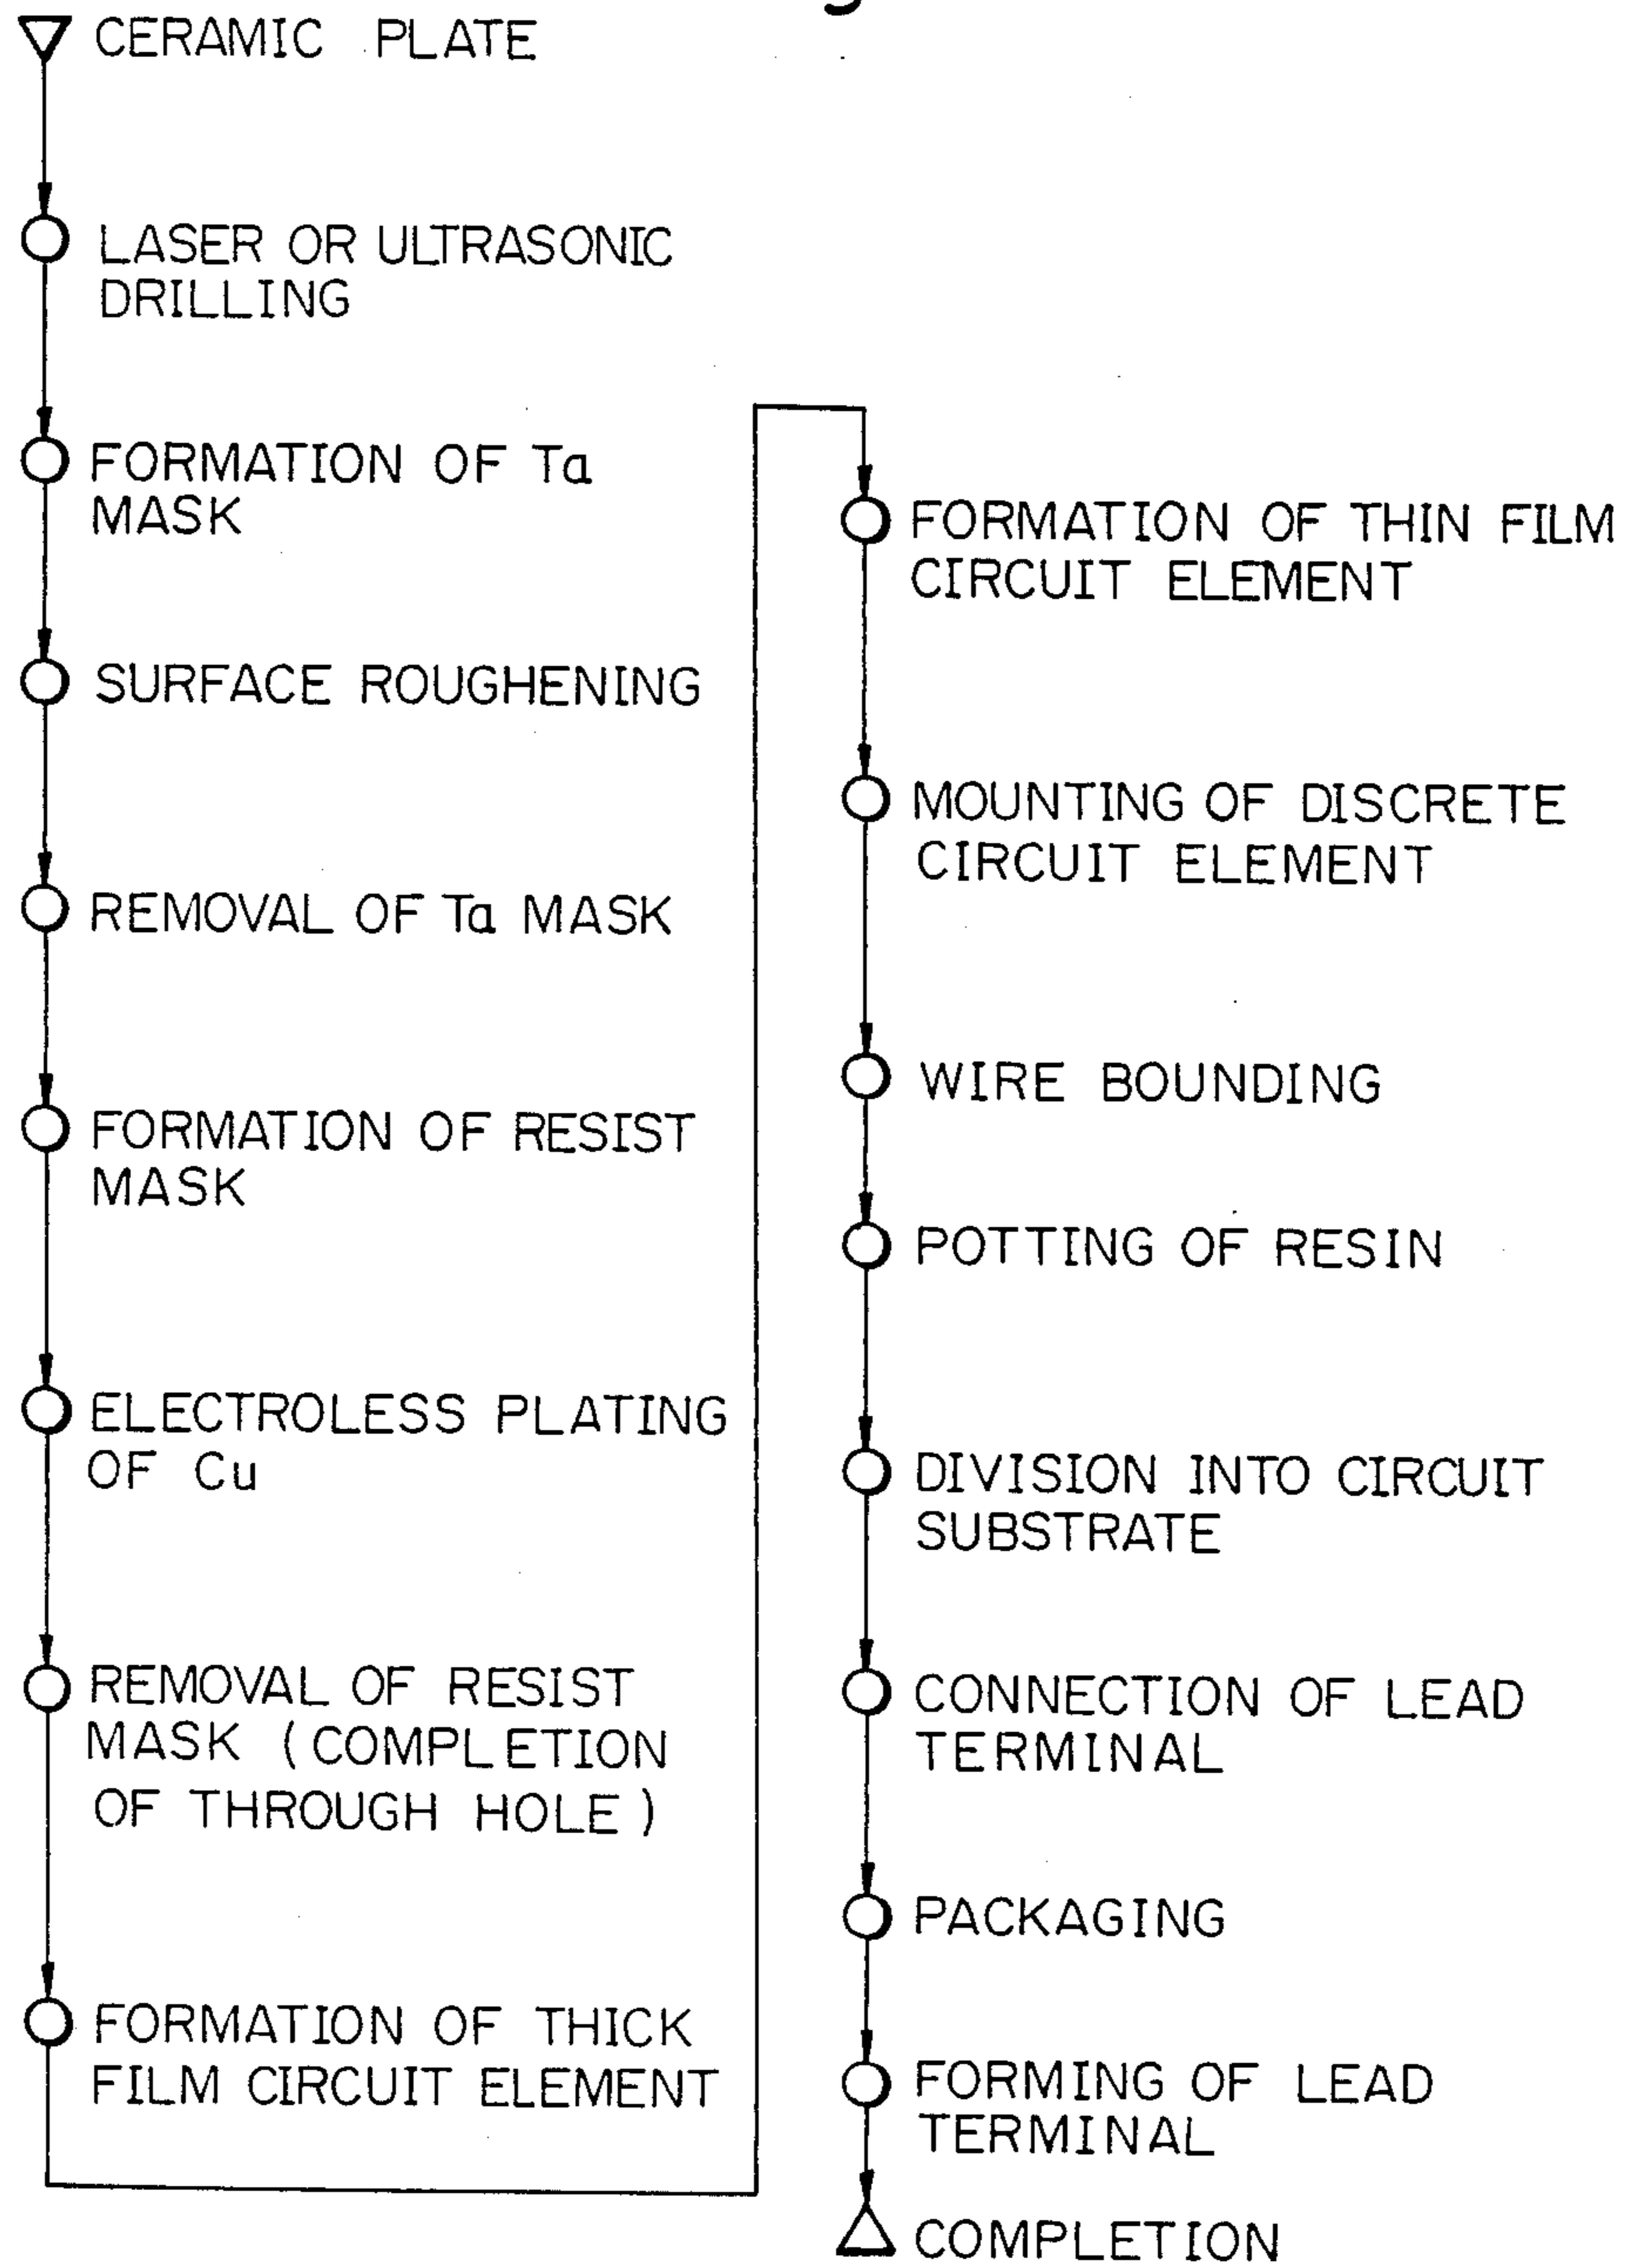 CERAMIC PLATE
LASER OR ULTRASONIC
DRILLING
FORMATION OF Ta
MASK
SURFACE ROUGHENING
REMOVAL OF Ta MASK
FORMATION OF RESIST
MASK
ELECTROLESS PLATING
OF Cu
REMOVAL OF RESIST
MASK (COMPLETION
OF THROUGH HOLE)
FORMATION OF THICK
FILM CIRCUIT ELEMENT
FORMATION OF THIN FILM
CIRCUIT ELEMENT
MOUNTING OF DISCRETE
CIRCUIT ELEMENT
WIRE BOUNDING
POTTING OF RESIN
DIVISION INTO CIRCUIT
SUBSTRATE
CONNECTION OF LEAD
TERMINAL
PACKAGING
FORMING OF LEAD
TERMINAL
COMPLETION